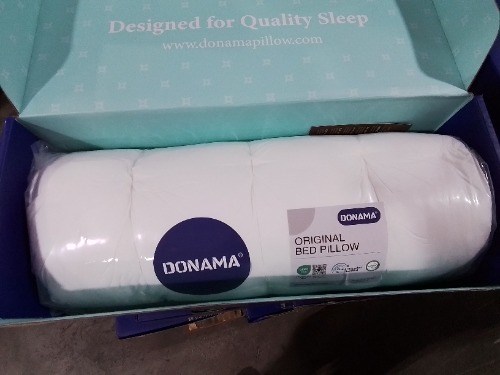 Designed for Quality Sleep
www.donamapillow.com
DONAMA®
DONAMA®
ORIGINAL
BED PILLOW